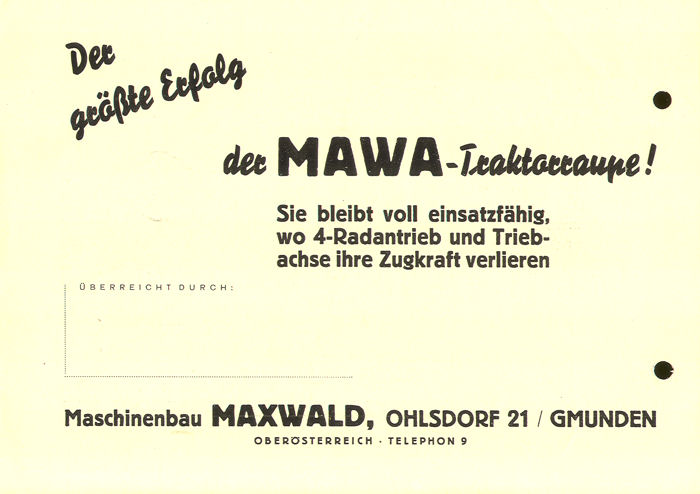 Der
größte Erfolg
der MAWA-Traktorraupe!
Sie bleibt voll einsatzfähig,
wo 4-Radantrieb und Trieb-
achse ihre Zugkraft verlieren
ÜBERREICHT DURCH:
Maschinenbau MAXWALD, OHLSDORF 21 / GMUNDEN
OBERÖSTERREICH · TELEPHON 9